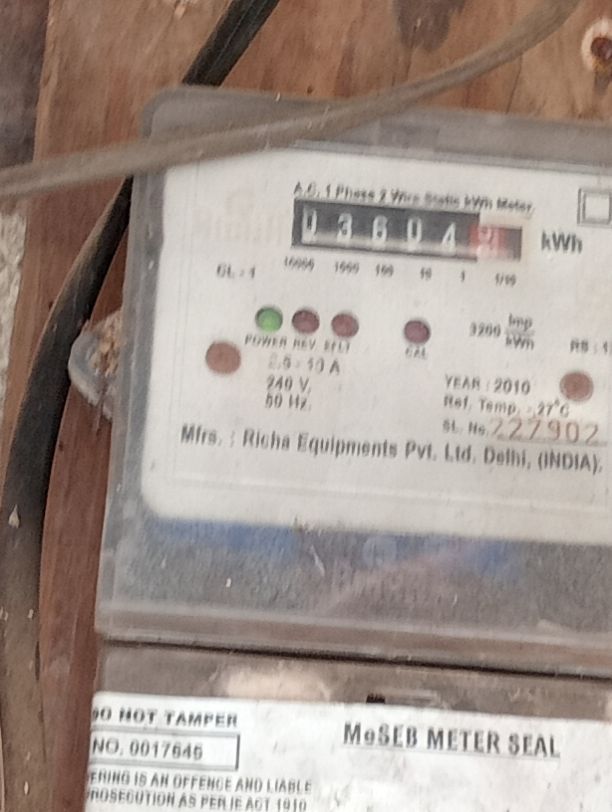 A.C. 1 Phase 2 Wire Static kWh Meter
0 3 6 0 4
kWh
10000 1000 100 10 1 1/10
CL - 1
POWER REV. EFLT CAL
3200 Imp/kWh
2.5 - 10 A
240 V.
50 Hz.
YEAR : 2010
Ref. Temp. - 27°C
SL. No. 227902
Mfrs. : Richa Equipments Pvt. Ltd. Delhi, (INDIA).
DO NOT TAMPER
NO. 0017645
MeSEB METER SEAL
ERING IS AN OFFENCE AND LIABLE
PROSECUTION AS PER IE ACT 1910